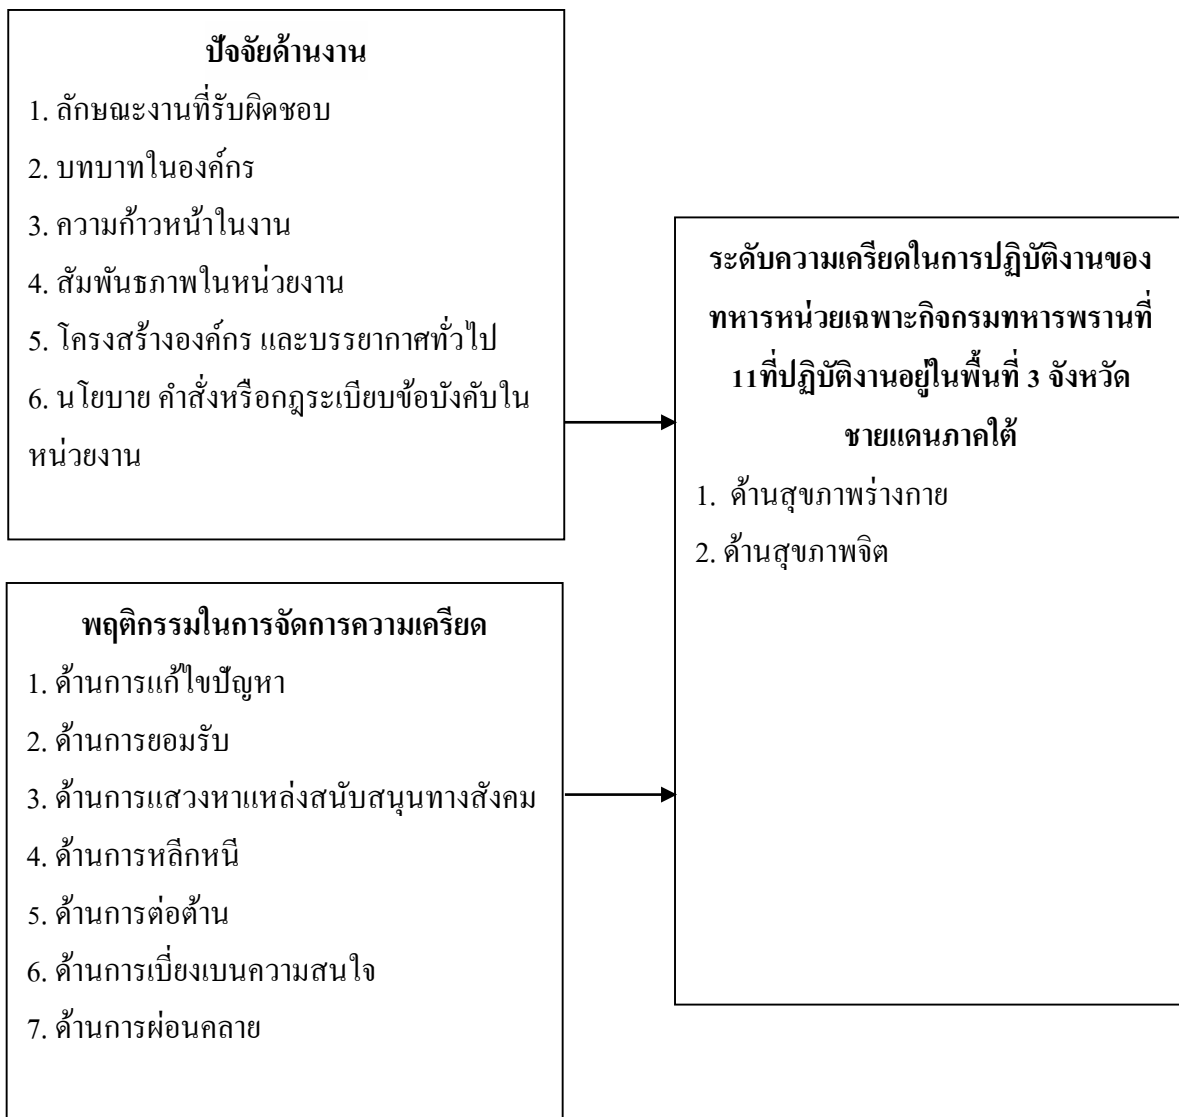 ปัจจัยด้านงาน
1. ลักษณะงานที่รับผิดชอบ
2. บทบาทในองค์กร
3. ความก้าวหน้าในงาน
4. สัมพันธภาพในหน่วยงาน
5. โครงสร้างองค์กร และบรรยากาศทั่วไป
6. นโยบาย คำสั่งหรือกฎระเบียบข้อบังคับใน
หน่วยงาน
พฤติกรรมในการจัดการความเครียด
1. ด้านการแก้ไขปัญหา
2. ด้านการยอมรับ
3. ด้านการแสวงหาแหล่งสนับสนุนทางสังคม
4. ด้านการหลีกหนี
5. ด้านการต่อต้าน
6. ด้านการเบี่ยงเบนความสนใจ
7. ด้านการผ่อนคลาย
ระดับความเครียดในการปฏิบัติงานของ
ทหารหน่วยเฉพาะกิจกรมทหารพรานที่
11ที่ปฏิบัติงานอยู่ในพื้นที่ 3 จังหวัด
ชายแดนภาคใต้
1. ด้านสุขภาพร่างกาย
2. ด้านสุขภาพจิต